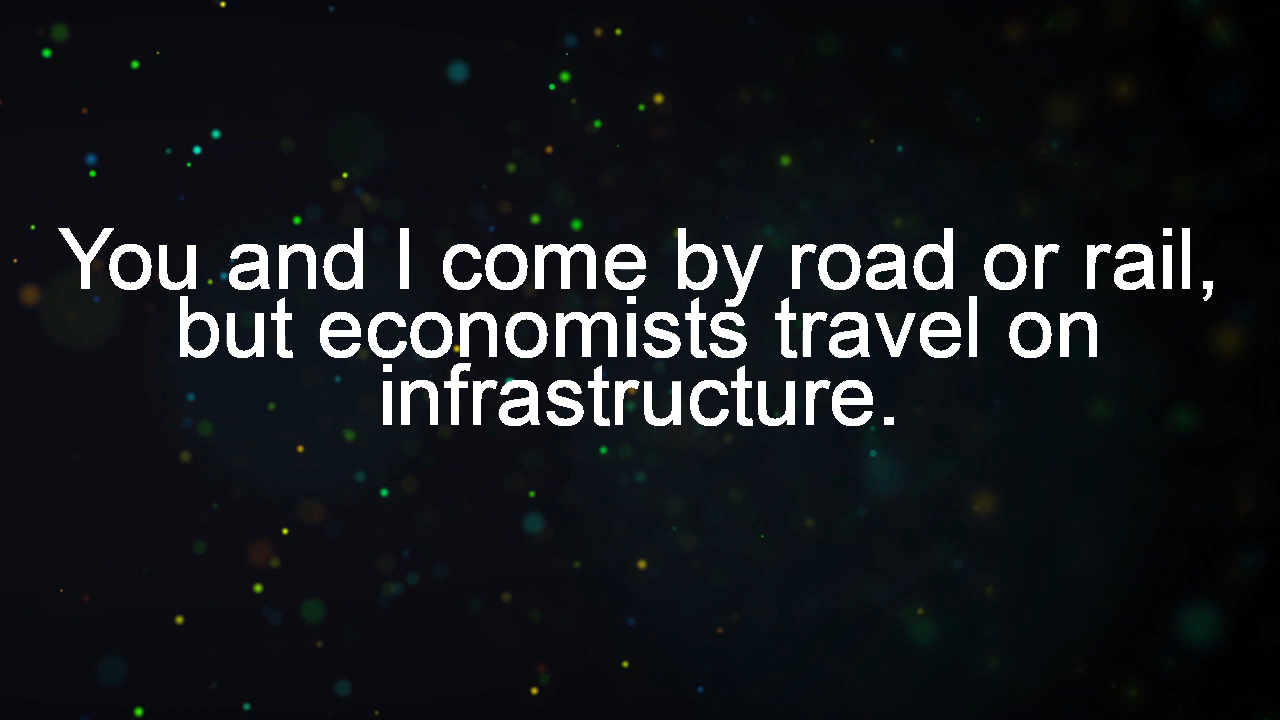 You and I come by road or rail,
but economists travel on
infrastructure.